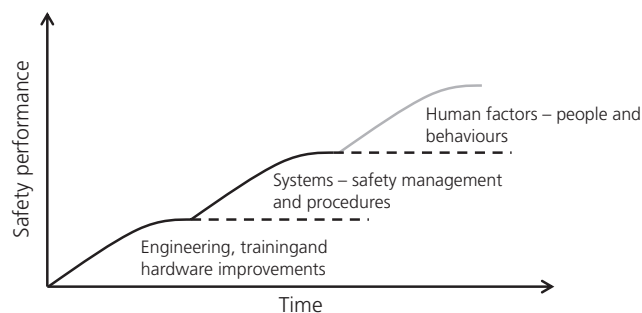 Safety performance
Human factors – people and
behaviours
Systems – safety management
and procedures
Engineering, trainingand
hardware improvements
Time